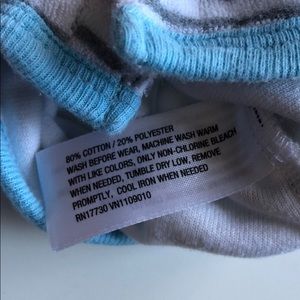 80% COTTON / 20% POLYESTER
WASH BEFORE WEAR, MACHINE WASH WARM
WITH LIKE COLORS, ONLY NON-CHLORINE BLEACH
WHEN NEEDED, TUMBLE DRY LOW, REMOVE
PROMPTLY, COOL IRON WHEN NEEDED
RN17730 VN1109010